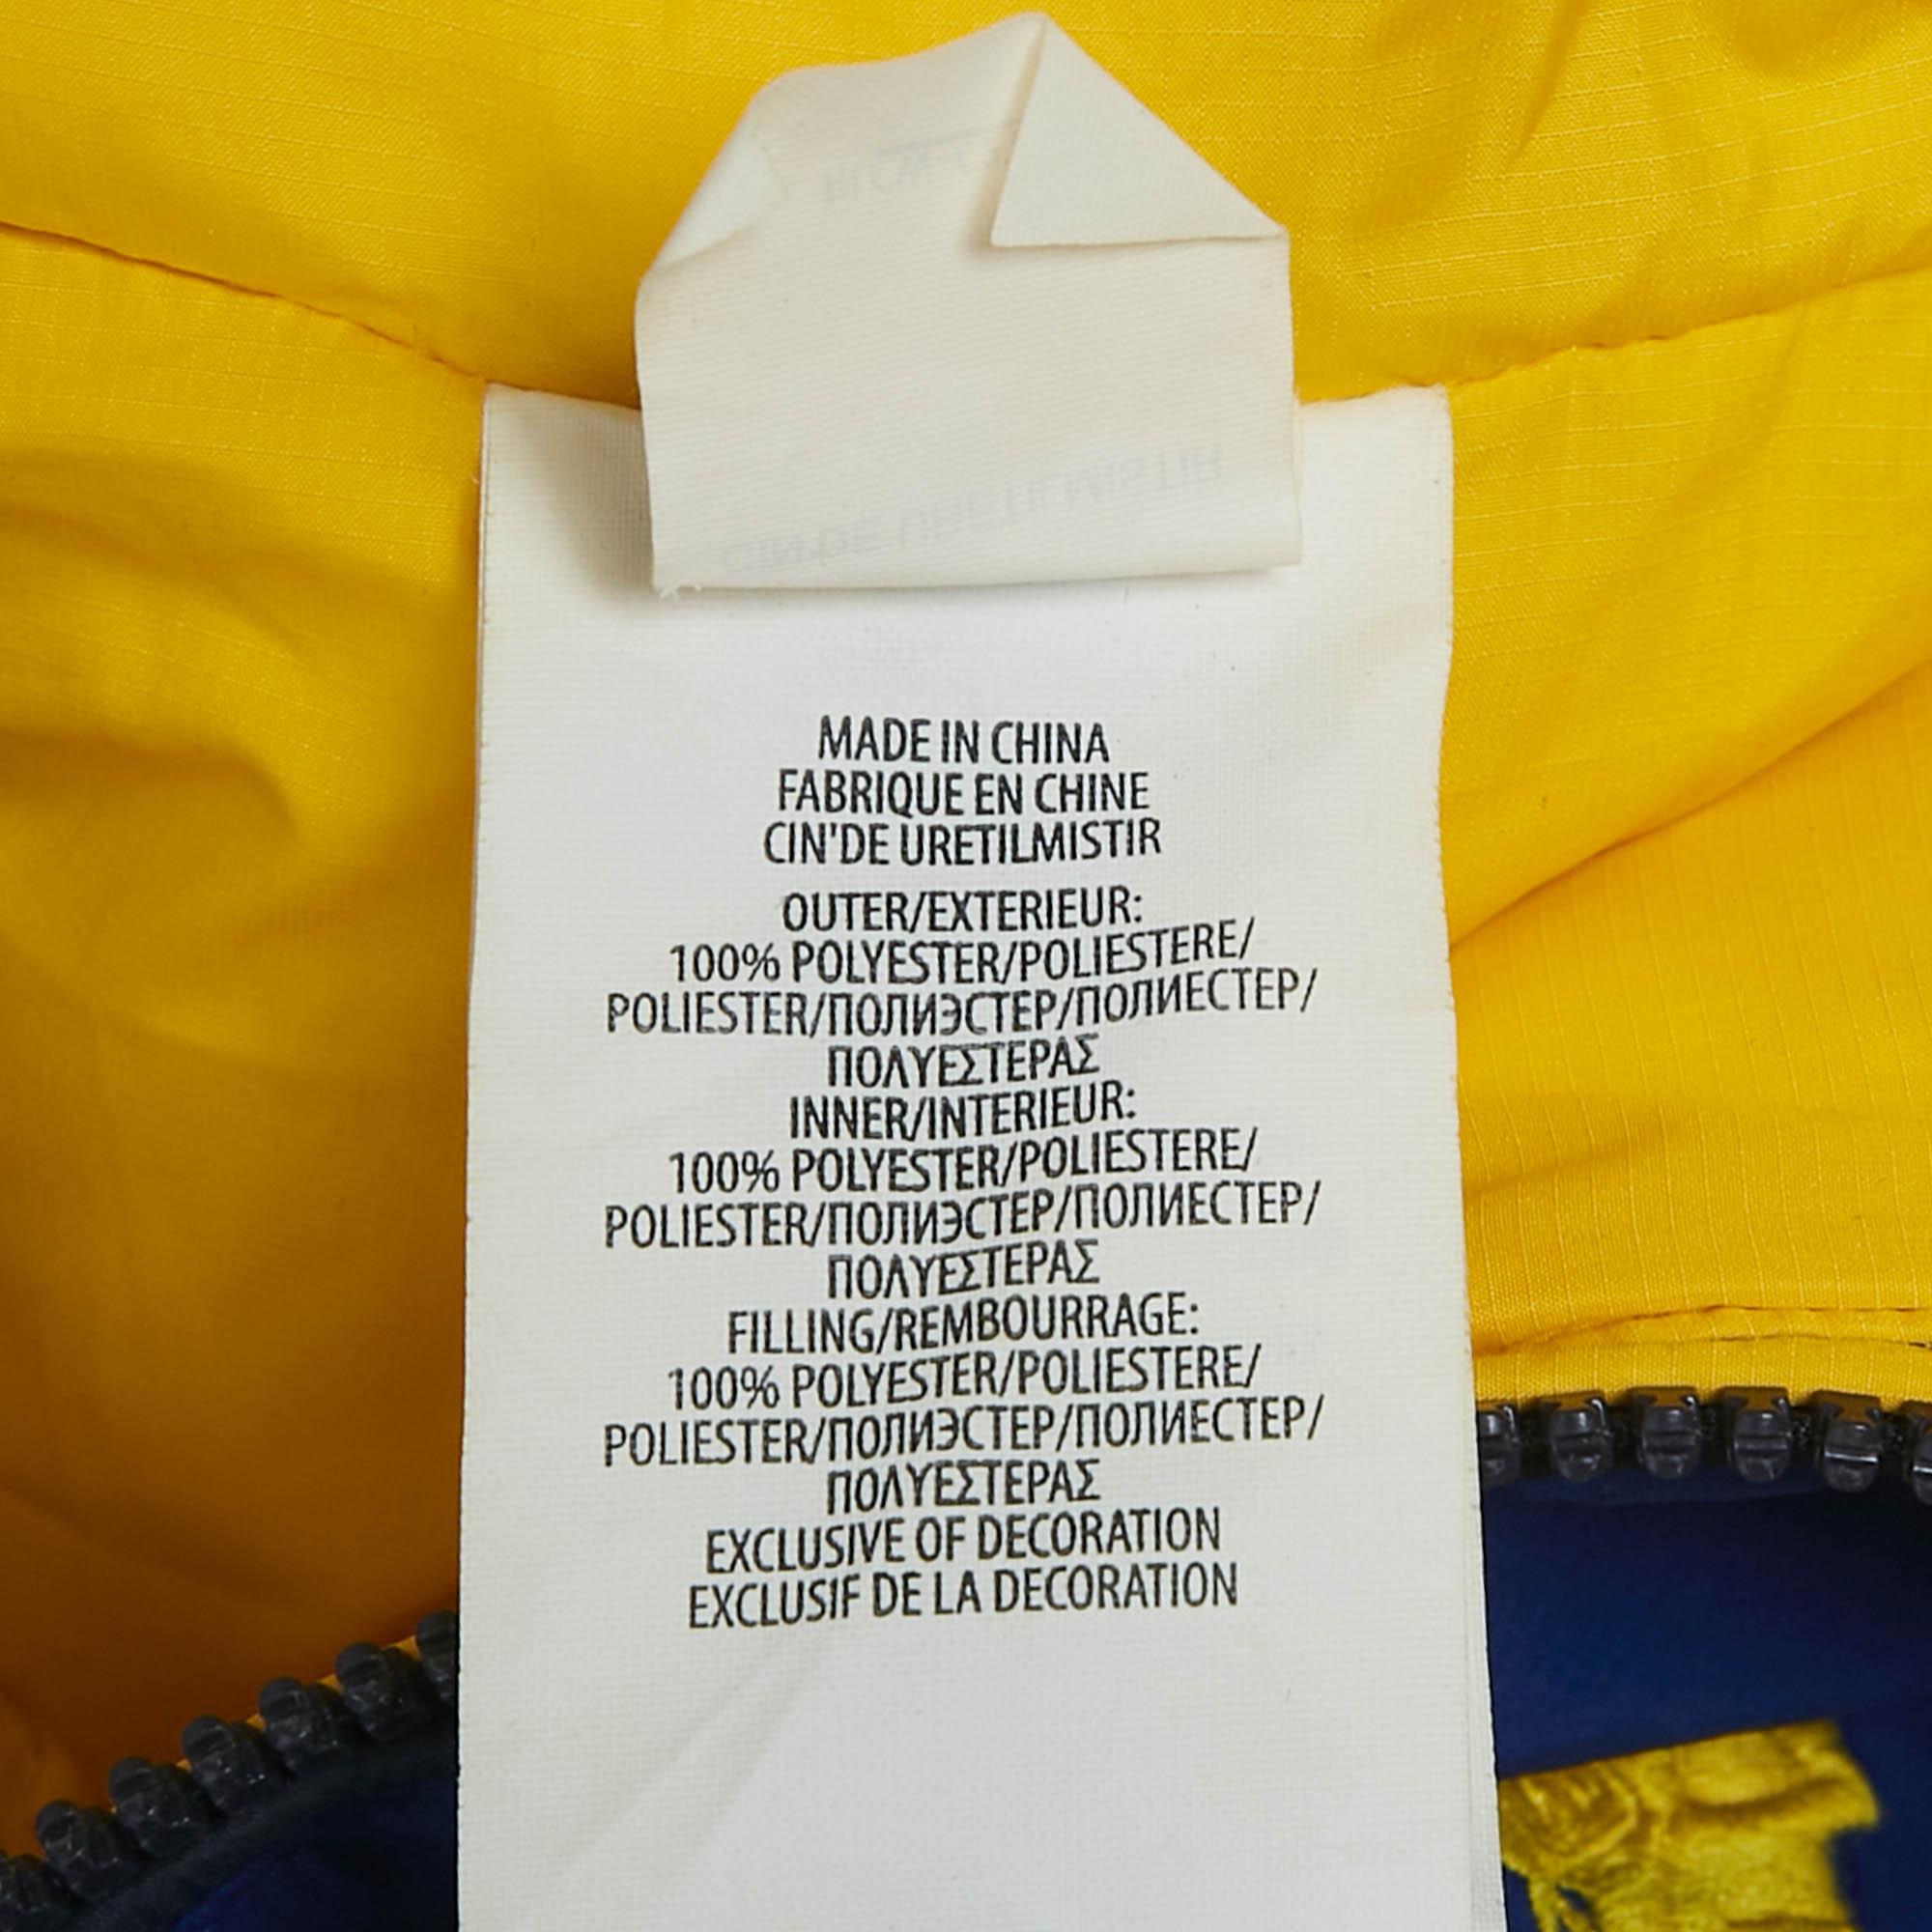 MADE IN CHINA
FABRIQUE EN CHINE
CIN'DE URETILMISTIR
OUTER/EXTERIEUR:
100% POLYESTER/POLIESTERE/
POLIESTER/ПОЛИЭСТЕР/ПОЛИЕСТЕР/
ΠΟΛΥΕΣΤΕΡΑΣ
INNER/INTERIEUR:
100% POLYESTER/POLIESTERE/
POLIESTER/ПОЛИЭСТЕР/ПОЛИЕСТЕР/
ΠΟΛΥΕΣΤΕΡΑΣ
FILLING/REMBOURRAGE:
100% POLYESTER/POLIESTERE/
POLIESTER/ПОЛИЭСТЕР/ПОЛИЕСТЕР/
ΠΟΛΥΕΣΤΕΡΑΣ
EXCLUSIVE OF DECORATION
EXCLUSIF DE LA DECORATION